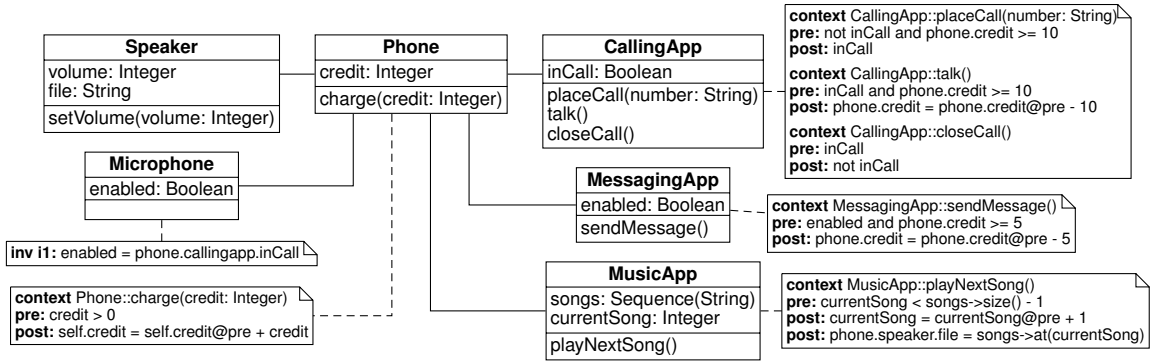 Speaker
volume: Integer
file: String
setVolume(volume: Integer)
Phone
credit: Integer
charge(credit: Integer)
CallingApp
inCall: Boolean
placeCall(number: String)
talk()
closeCall()
context CallingApp::placeCall(number: String)
pre: not inCall and phone.credit >= 10
post: inCall
context CallingApp::talk()
pre: inCall and phone.credit >= 10
post: phone.credit = phone.credit@pre - 10
context CallingApp::closeCall()
pre: inCall
post: not inCall
Microphone
enabled: Boolean
inv i1: enabled = phone.callingapp.inCall
MessagingApp
enabled: Boolean
sendMessage()
context MessagingApp::sendMessage()
pre: enabled and phone.credit >= 5
post: phone.credit = phone.credit@pre - 5
context Phone::charge(credit: Integer)
pre: credit > 0
post: self.credit = self.credit@pre + credit
MusicApp
songs: Sequence(String)
currentSong: Integer
playNextSong()
context MusicApp::playNextSong()
pre: currentSong < songs->size() - 1
post: currentSong = currentSong@pre + 1
post: phone.speaker.file = songs->at(currentSong)